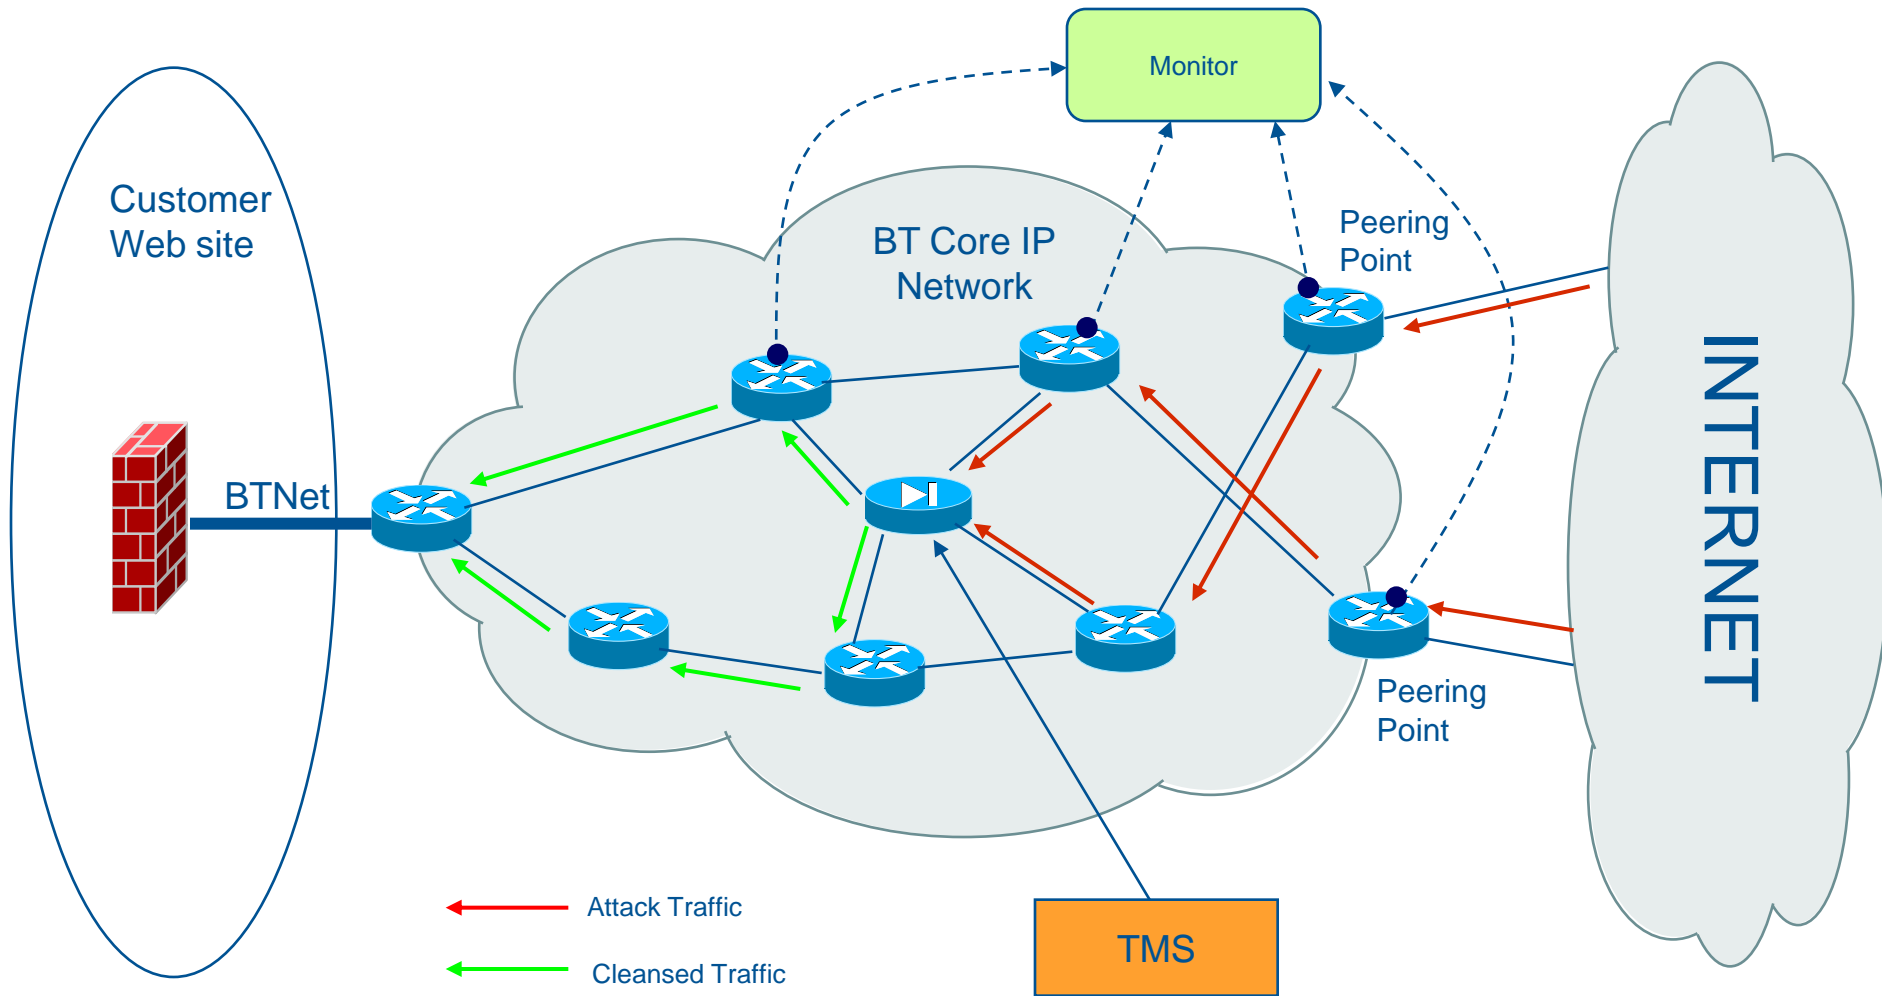 Monitor
Customer
Web site
BT Core IP
Network
Peering
Point
INTERNET
BTNet
Peering
Point
Attack Traffic
Cleansed Traffic
TMS